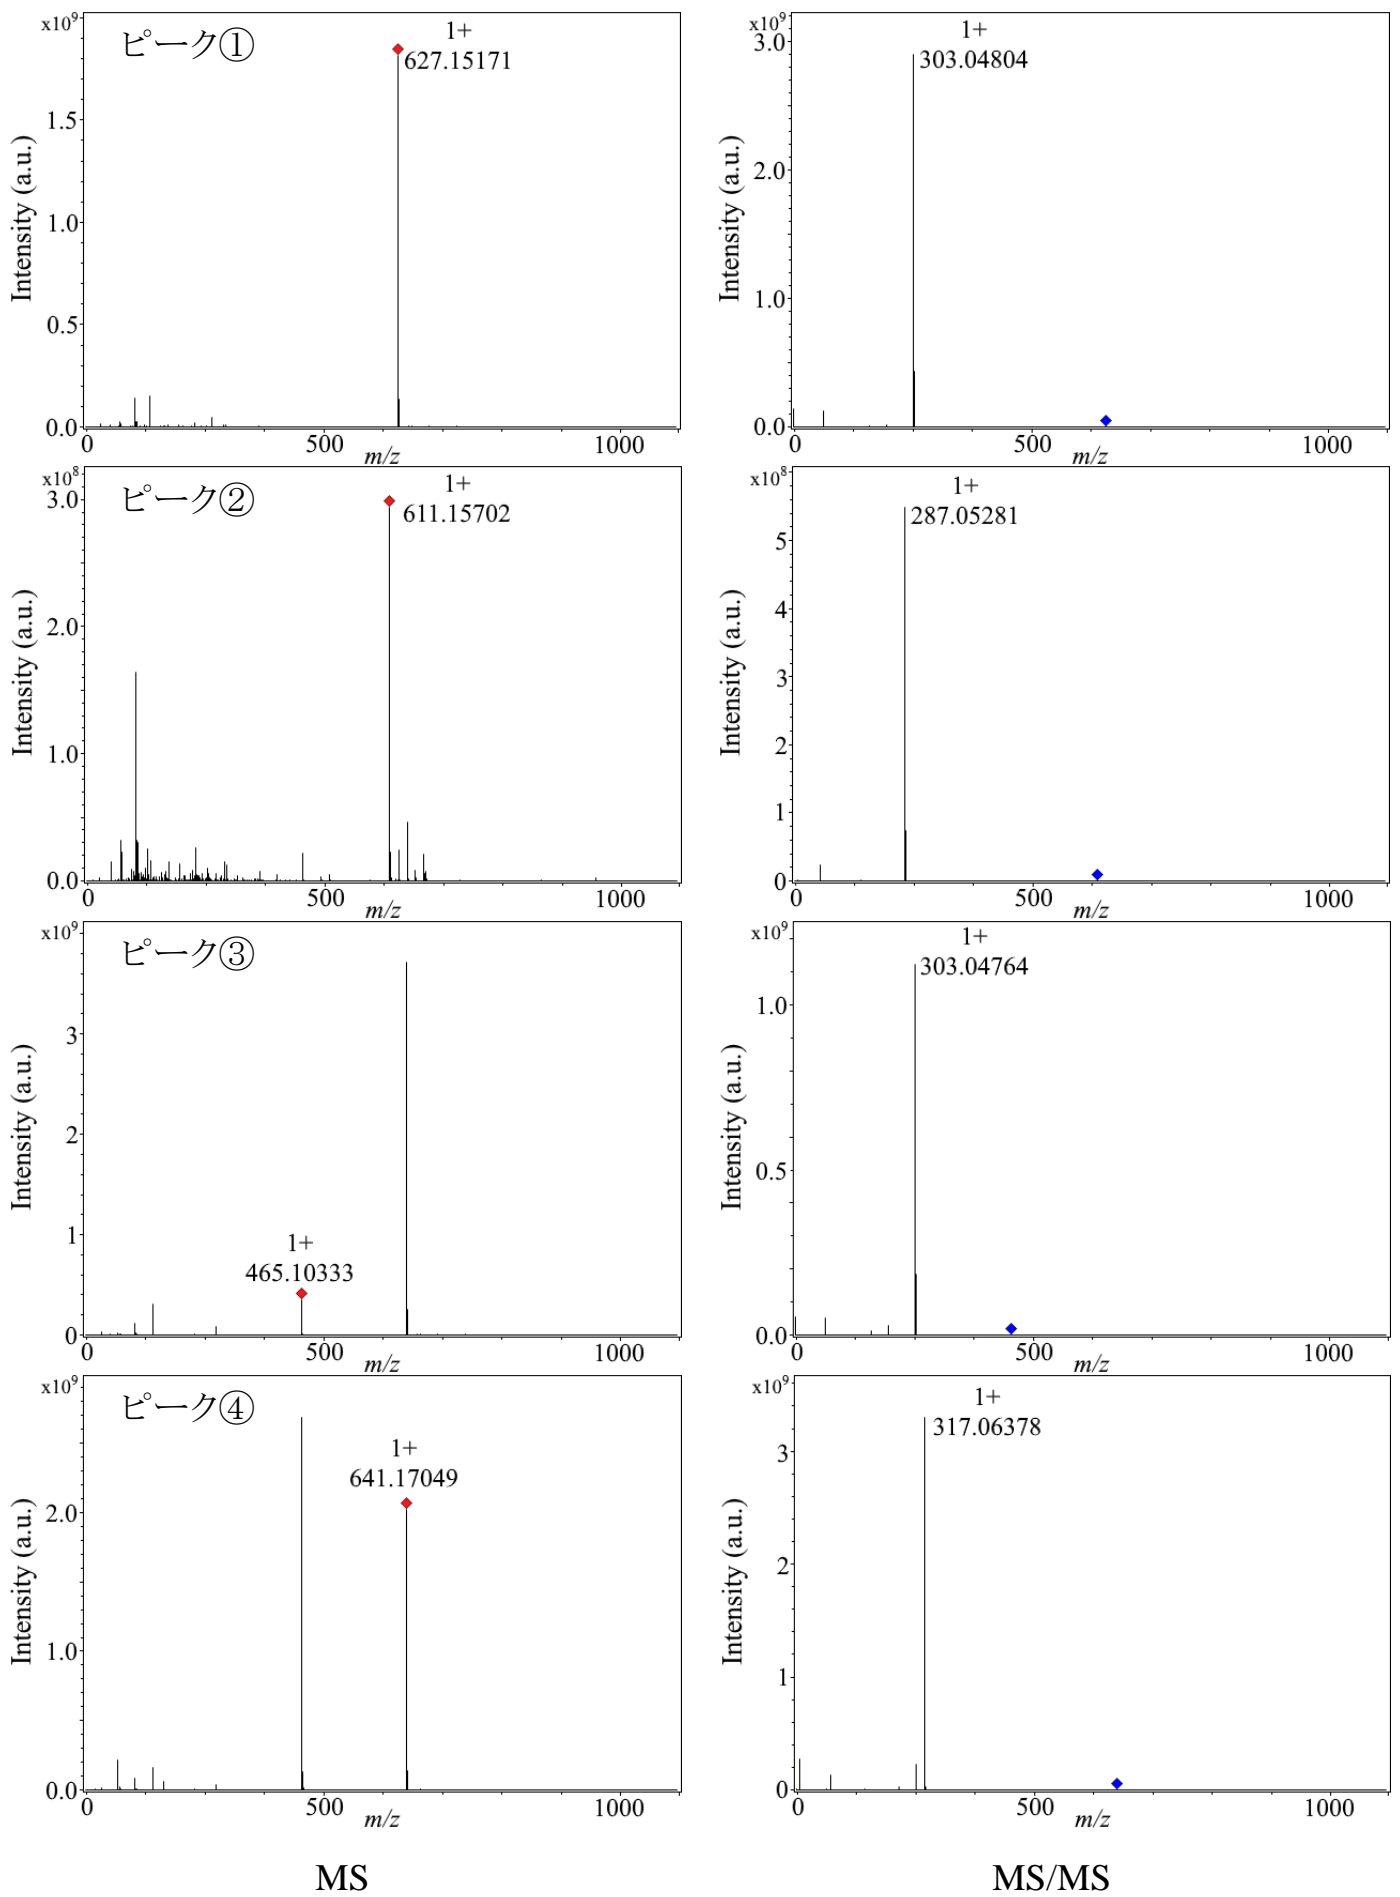 x10⁹
ピーク①
1+
627.15171
1.5
1.0
0.5
0.0
0
500
1000
Intensity (a.u.)
m/z
x10⁹
1+
303.04804
3.0
2.0
1.0
0.0
0
500
1000
Intensity (a.u.)
m/z
x10⁸
ピーク②
1+
611.15702
3.0
2.0
1.0
0.0
0
500
1000
Intensity (a.u.)
m/z
x10⁸
1+
287.05281
5
4
3
2
1
0
0
500
1000
Intensity (a.u.)
m/z
x10⁹
ピーク③
3
2
1+
465.10333
1
0
0
500
1000
Intensity (a.u.)
m/z
x10⁹
1+
303.04764
1.0
0.5
0.0
0
500
1000
Intensity (a.u.)
m/z
x10⁹
ピーク④
1+
641.17049
2.0
1.0
0.0
0
500
1000
Intensity (a.u.)
m/z
x10⁹
1+
317.06378
3
2
1
0
0
500
1000
Intensity (a.u.)
m/z
MS
MS/MS